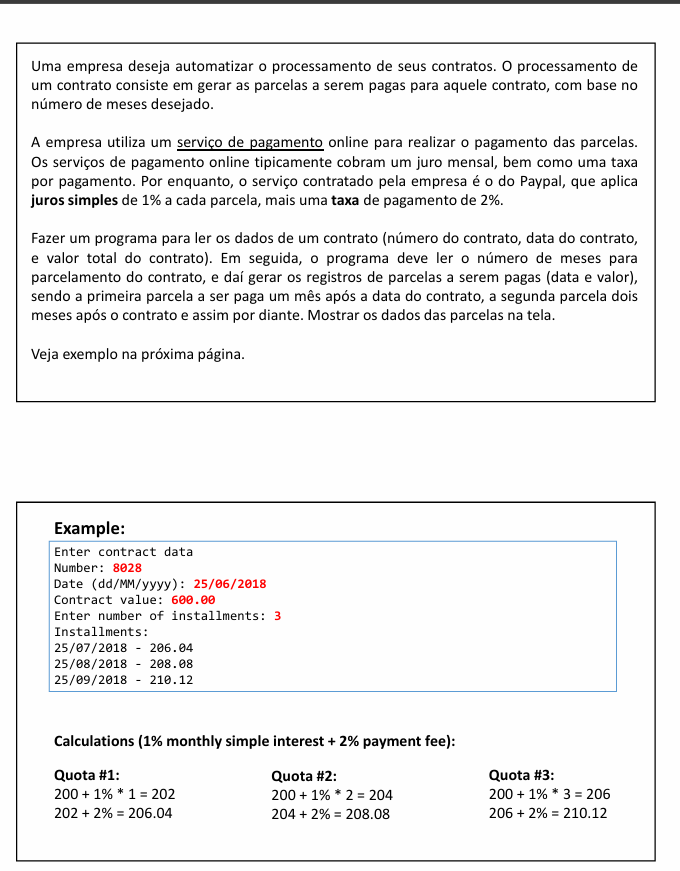 Uma empresa deseja automatizar o processamento de seus contratos. O processamento de
um contrato consiste em gerar as parcelas a serem pagas para aquele contrato, com base no
número de meses desejado.
A empresa utiliza um serviço de pagamento online para realizar o pagamento das parcelas.
Os serviços de pagamento online tipicamente cobram um juro mensal, bem como uma taxa
por pagamento. Por enquanto, o serviço contratado pela empresa é o do Paypal, que aplica
juros simples de 1% a cada parcela, mais uma taxa de pagamento de 2%.
Fazer um programa para ler os dados de um contrato (número do contrato, data do contrato,
e valor total do contrato). Em seguida, o programa deve ler o número de meses para
parcelamento do contrato, e daí gerar os registros de parcelas a serem pagas (data e valor),
sendo a primeira parcela a ser paga um mês após a data do contrato, a segunda parcela dois
meses após o contrato e assim por diante. Mostrar os dados das parcelas na tela.
Veja exemplo na próxima página.
Example:
Enter contract data
Number: 8028
Date (dd/MM/yyyy): 25/06/2018
Contract value: 600.00
Enter number of installments: 3
Installments:
25/07/2018 - 206.04
25/08/2018 - 208.08
25/09/2018 - 210.12
Calculations (1% monthly simple interest + 2% payment fee):
Quota #1:
200 + 1% * 1 = 202
202 + 2% = 206.04
Quota #2:
200 + 1% * 2 = 204
204 + 2% = 208.08
Quota #3:
200 + 1% * 3 = 206
206 + 2% = 210.12